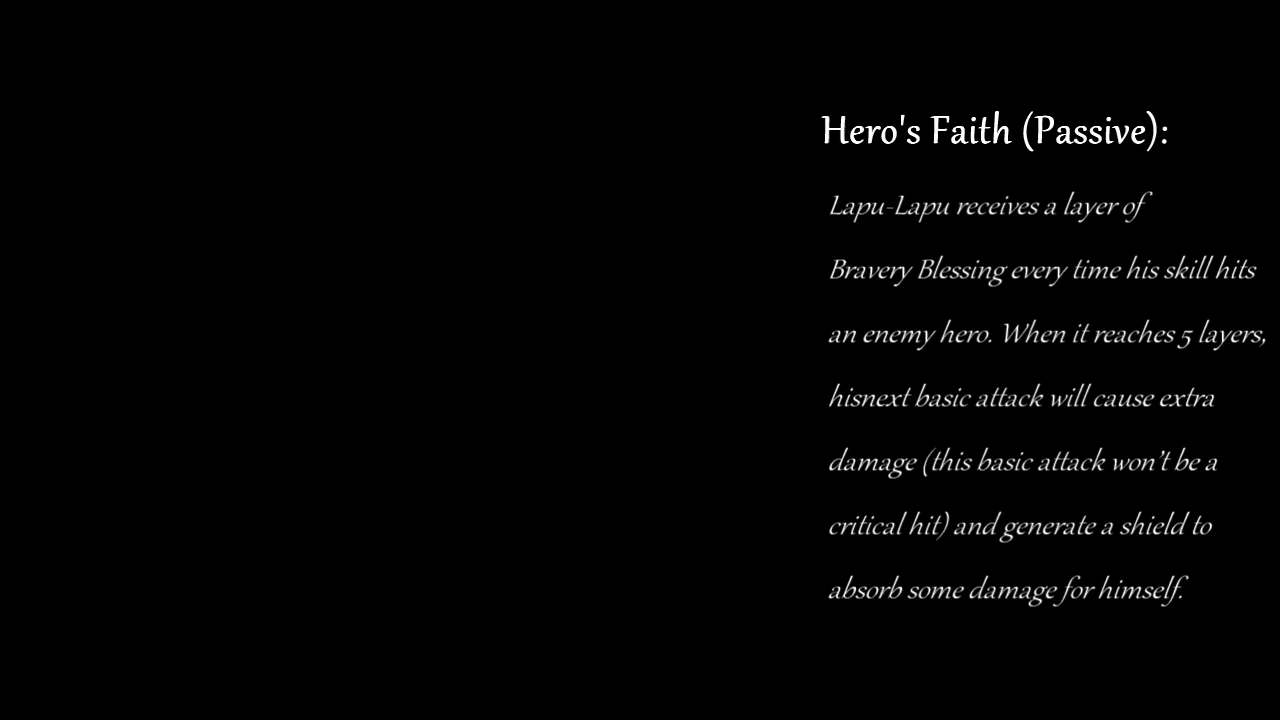 Hero's Faith (Passive):
Lapu-Lapu receives a layer of
Bravery Blessing every time his skill hits
an enemy hero. When it reaches 5 layers,
hisnext basic attack will cause extra
damage (this basic attack won’t be a
critical hit) and generate a shield to
absorb some damage for himself.